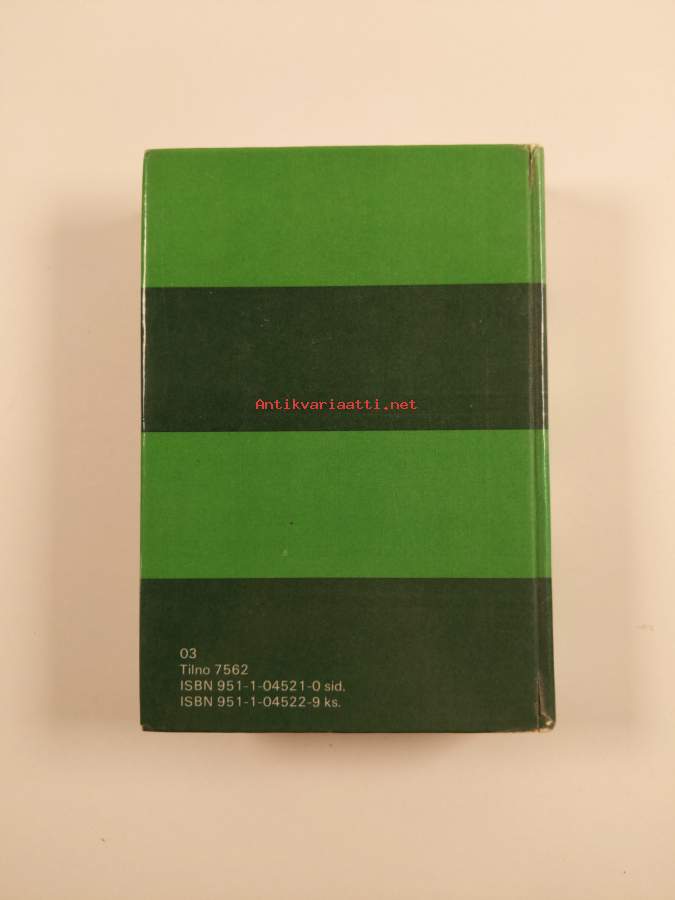 Antikvariaatti.net
03
Tilno 7562
ISBN 951-1-04521-0 sid.
ISBN 951-1-04522-9 ks.